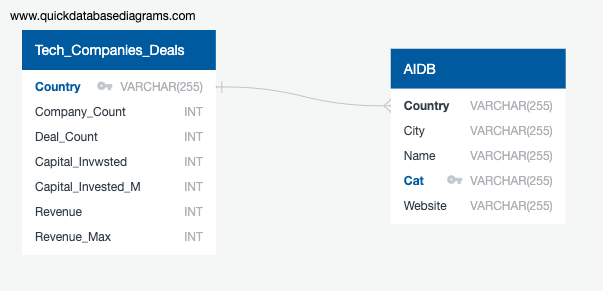 www.quickdatabasediagrams.com
Tech_Companies_Deals
Country VARCHAR(255)
Company_Count INT
Deal_Count INT
Capital_Invwsted INT
Capital_Invested_M INT
Revenue INT
Revenue_Max INT
AIDB
Country VARCHAR(255)
City VARCHAR(255)
Name VARCHAR(255)
Cat VARCHAR(255)
Website VARCHAR(255)